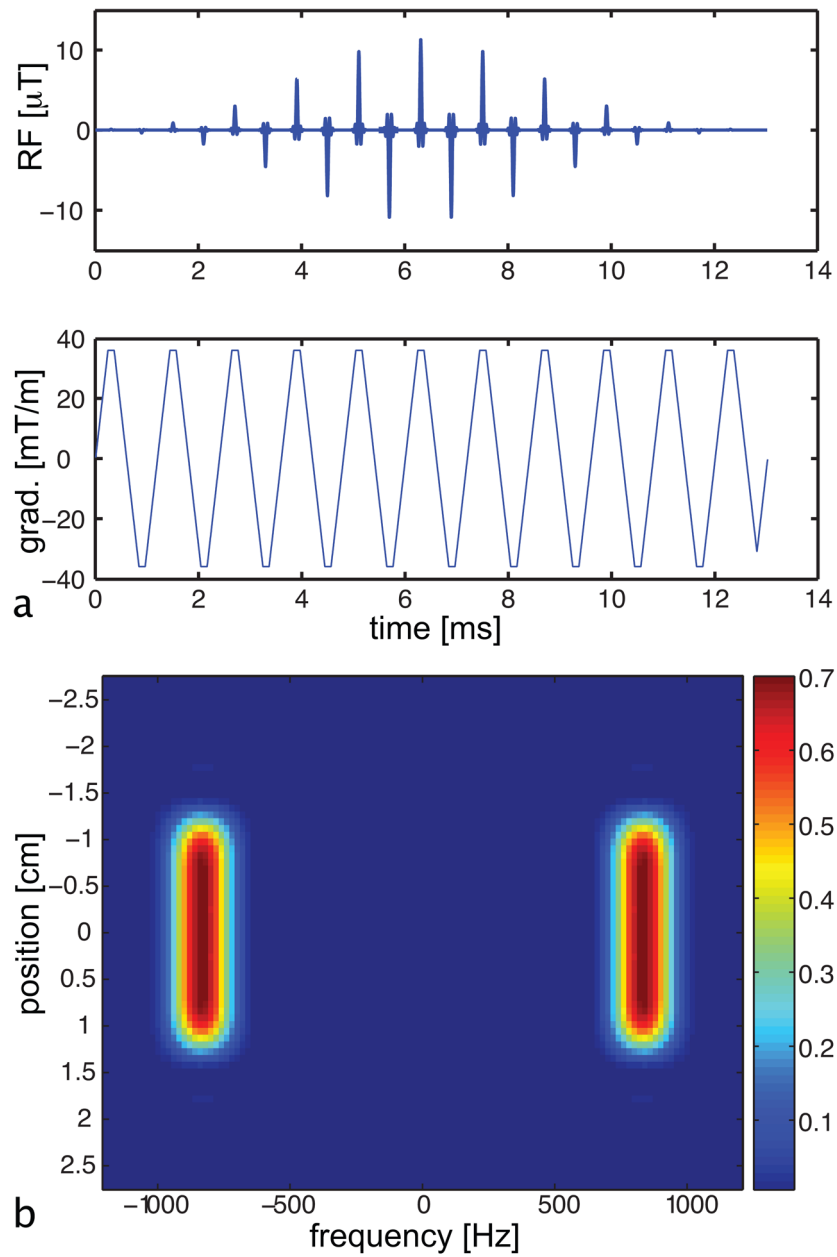 RF [μT]
10
0
−10
0 2 4 6 8 10 12 14
grad. [mT/m]
40
20
0
−20
−40
0 2 4 6 8 10 12 14
a
time [ms]
position [cm]
−2.5
−2
−1.5
−1
−0.5
0
0.5
1
1.5
2
2.5
0.7
0.6
0.5
0.4
0.3
0.2
0.1
−1000 −500 0 500 1000
b
frequency [Hz]